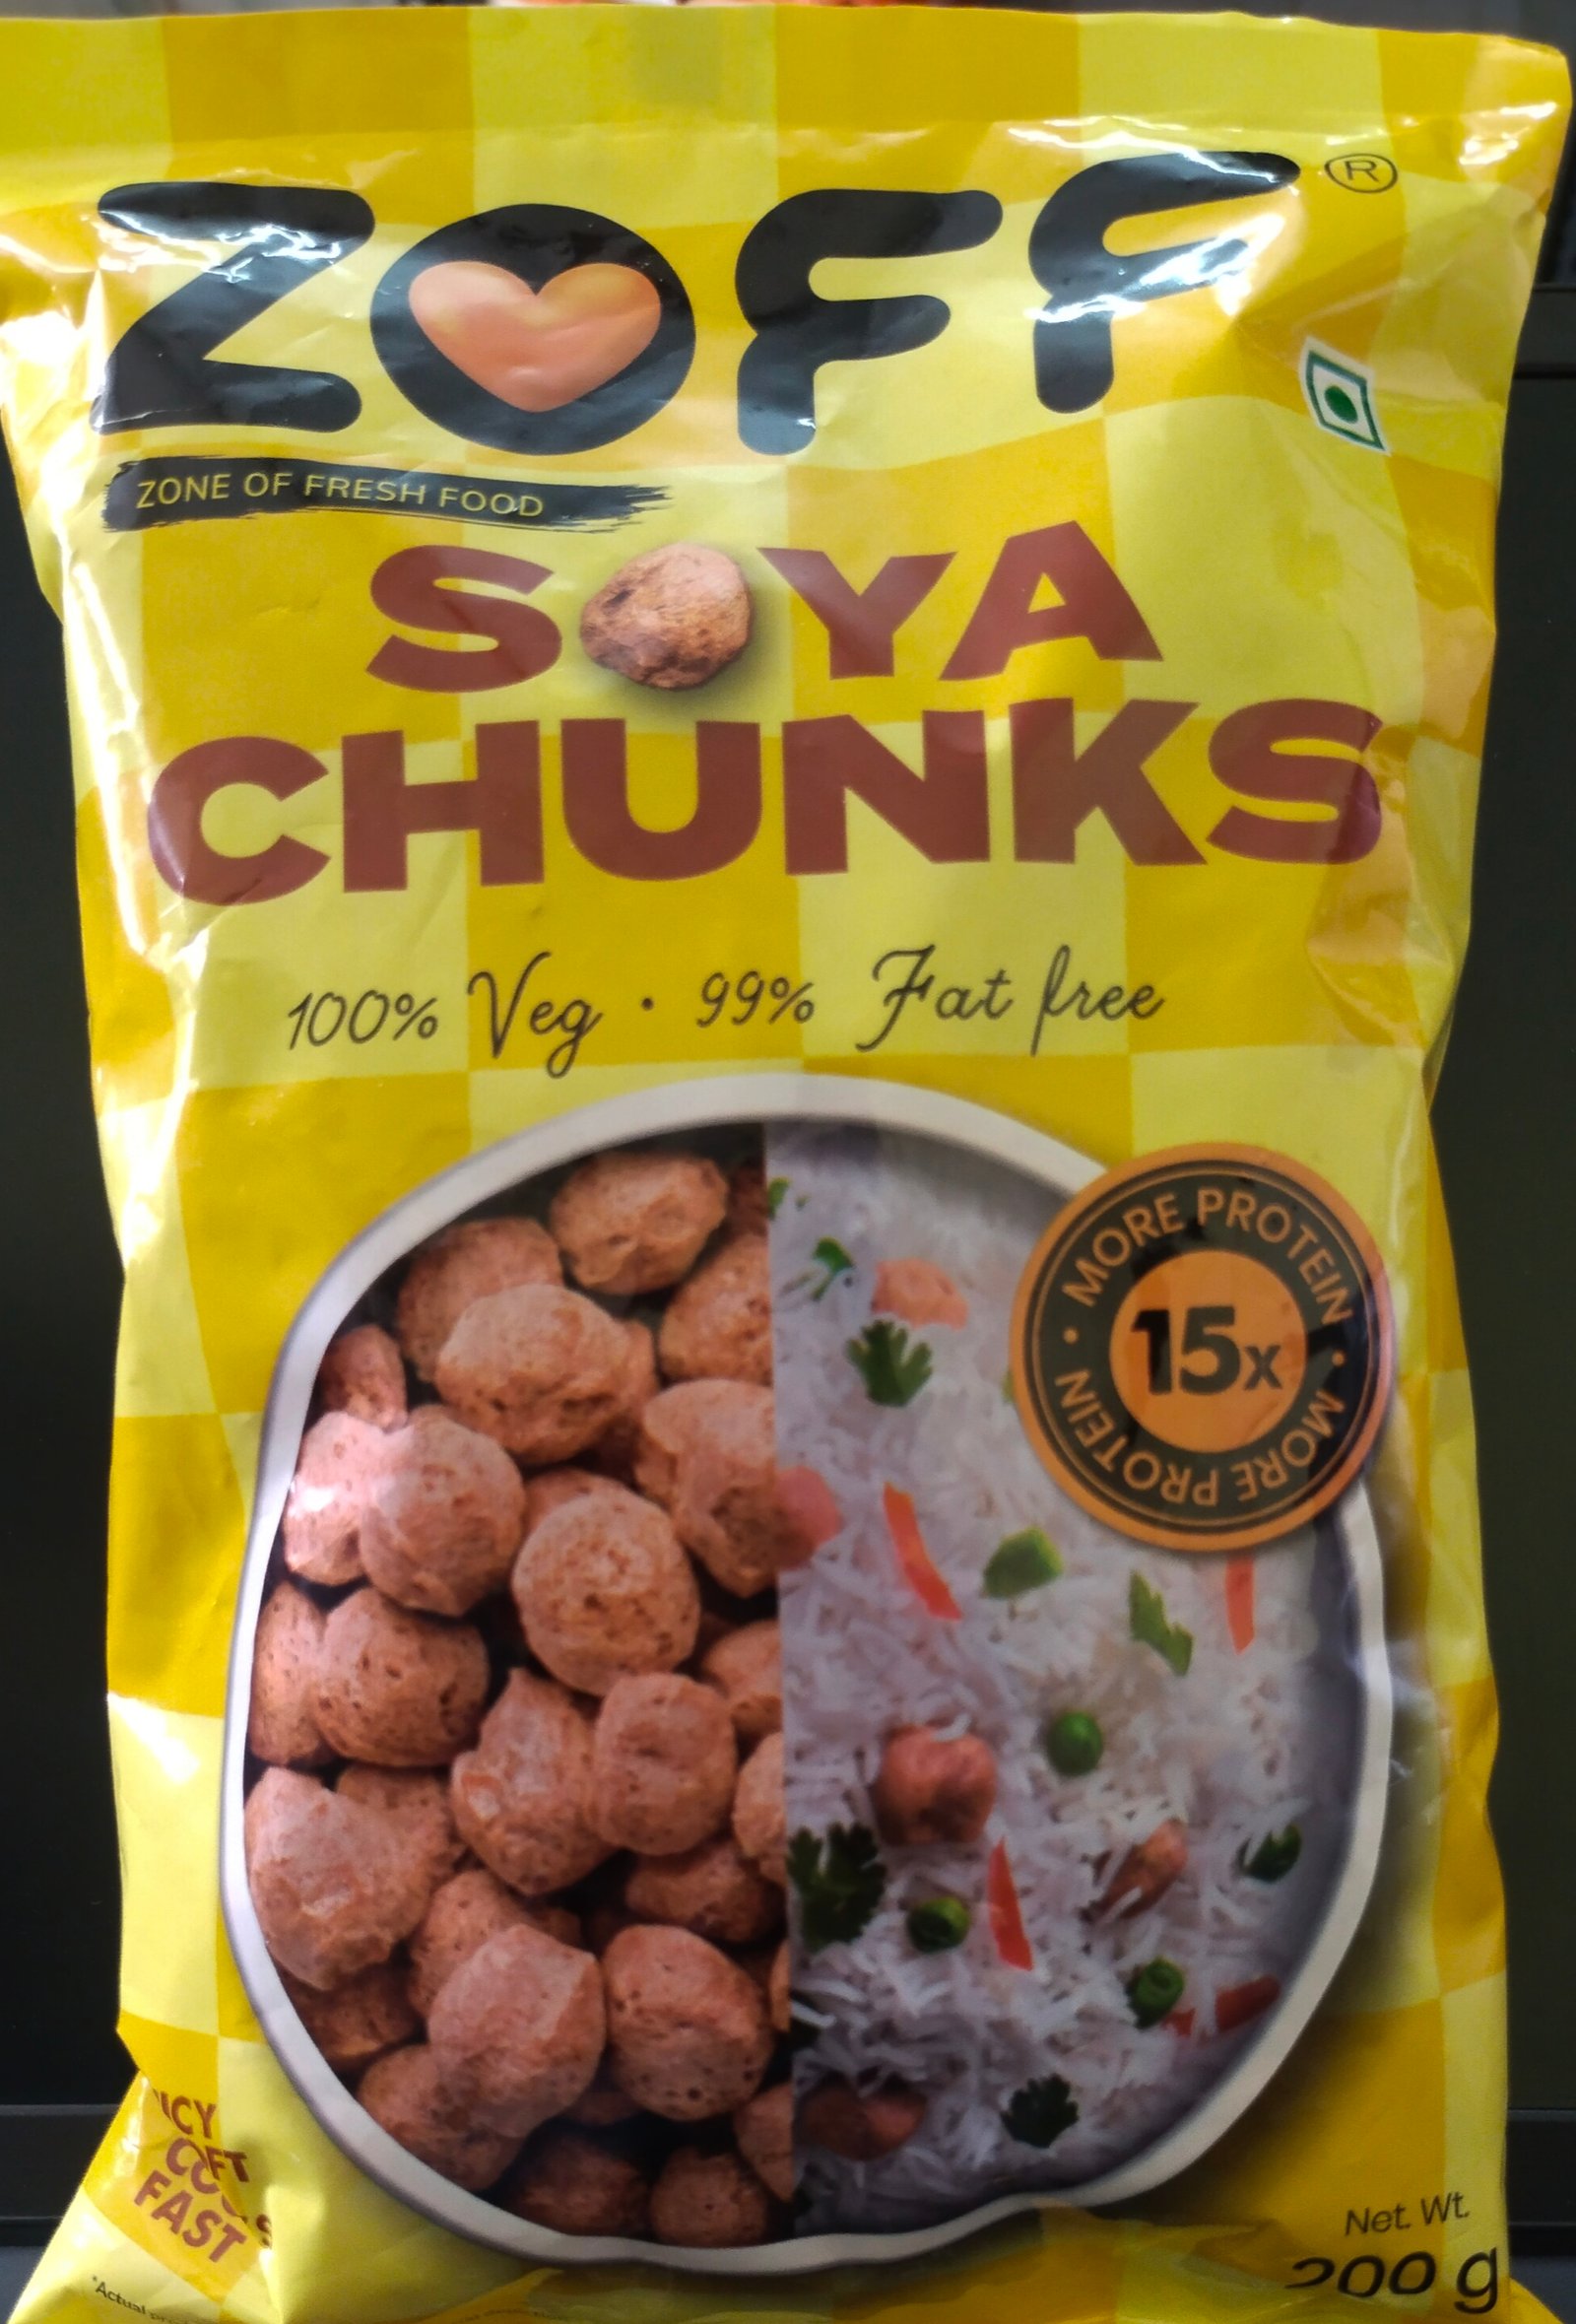 ZOFF ®
ZONE OF FRESH FOOD
SOYA
CHUNKS
100% Veg • 99% Fat free
• MORE PROTEIN • MORE PROTEIN
15x
FAST
Net. Wt.
200 g
*Actual